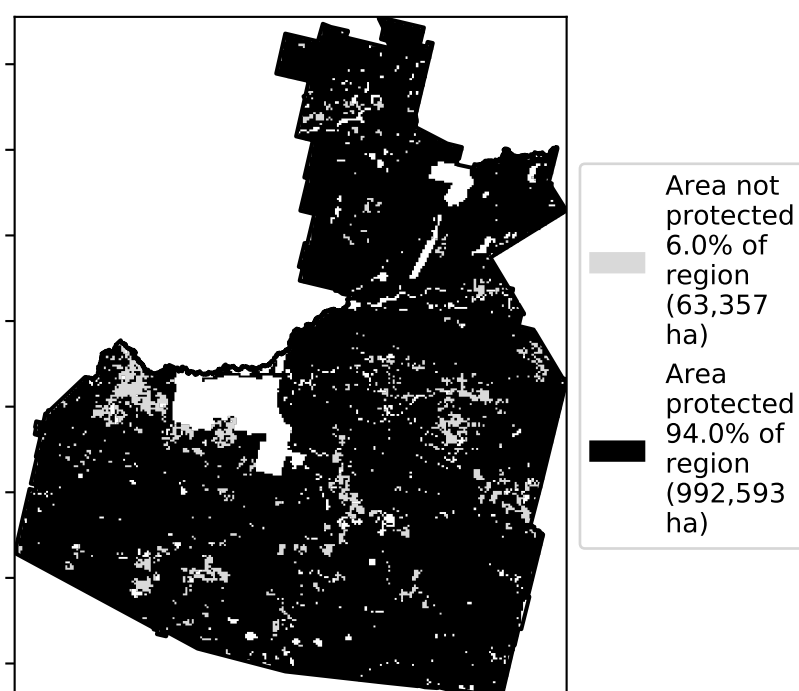 Area not
protected
6.0% of
region
(63,357
ha)
Area
protected
94.0% of
region
(992,593
ha)